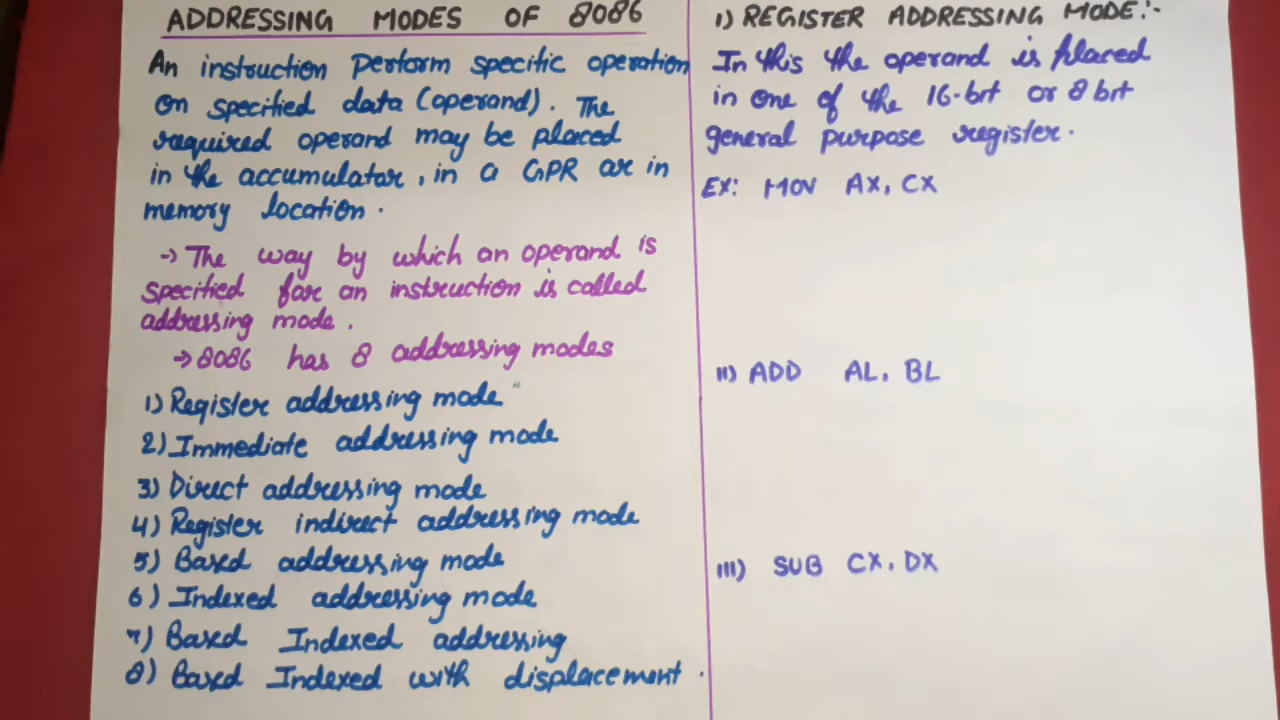 ADDRESSING MODES OF 8086
An instruction perform specific operation
on specified data (operand). The
required operand may be placed
in the accumulator, in a GPR or in
memory location.
→ The way by which an operand is
specified for an instruction is called
addressing mode.
→ 8086 has 8 addressing modes
1) Register addressing mode
2) Immediate addressing mode
3) Direct addressing mode
4) Register indirect addressing mode
5) Based addressing mode
6) Indexed addressing mode
7) Based Indexed addressing
8) Based Indexed with displacement.
1) REGISTER ADDRESSING MODE:-
In this the operand is placed
in one of the 16-bit or 8 bit
general purpose register.
EX: MOV AX, CX
II) ADD AL, BL
III) SUB CX, DX